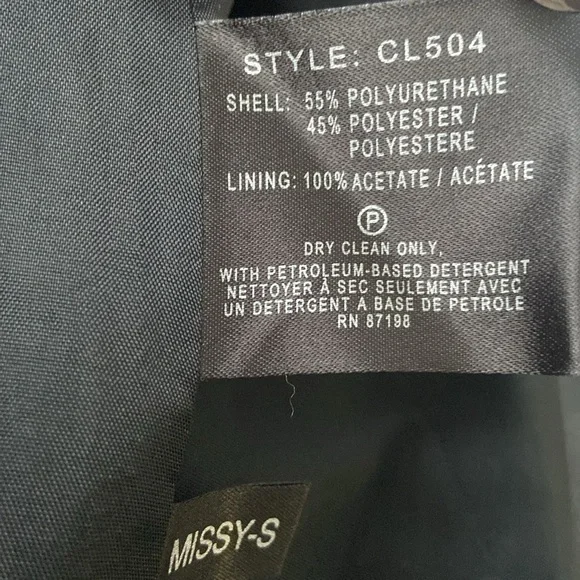 STYLE: CL504
SHELL: 55% POLYURETHANE
45% POLYESTER /
POLYESTERE
LINING: 100% ACETATE / ACÉTATE
P
DRY CLEAN ONLY,
WITH PETROLEUM-BASED DETERGENT
NETTOYER À SEC SEULEMENT AVEC
UN DETERGENT A BASE DE PETROLE
RN 87198
MISSY-S